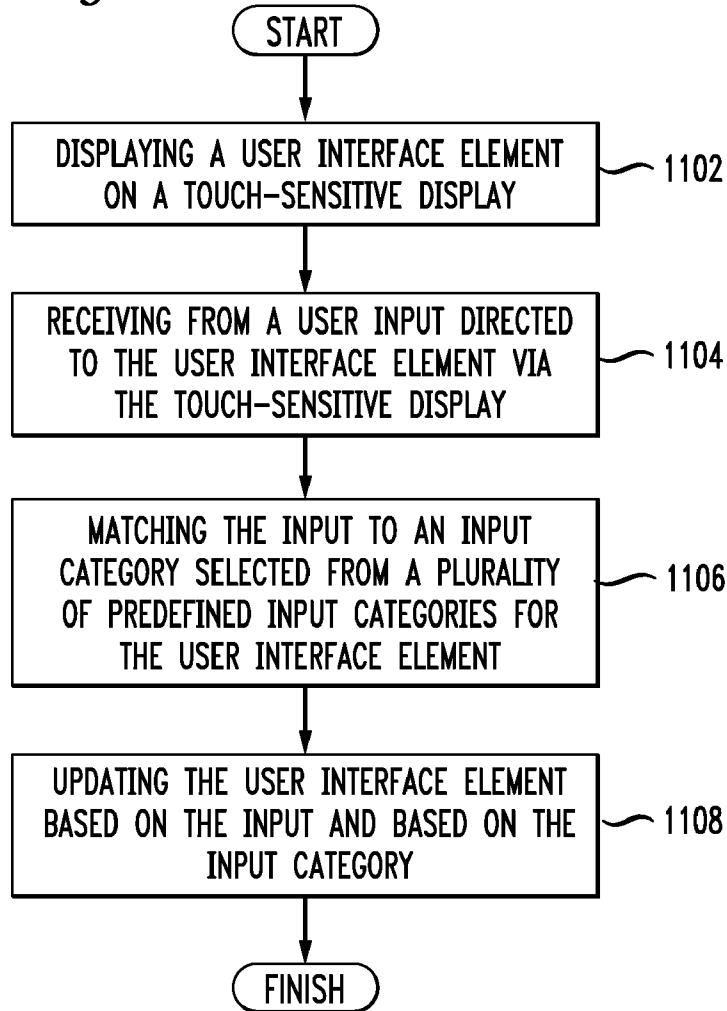 START
DISPLAYING A USER INTERFACE ELEMENT
ON A TOUCH-SENSITIVE DISPLAY
1102
RECEIVING FROM A USER INPUT DIRECTED
TO THE USER INTERFACE ELEMENT VIA
THE TOUCH-SENSITIVE DISPLAY
1104
MATCHING THE INPUT TO AN INPUT
CATEGORY SELECTED FROM A PLURALITY
OF PREDEFINED INPUT CATEGORIES FOR
THE USER INTERFACE ELEMENT
1106
UPDATING THE USER INTERFACE ELEMENT
BASED ON THE INPUT AND BASED ON THE
INPUT CATEGORY
1108
FINISH